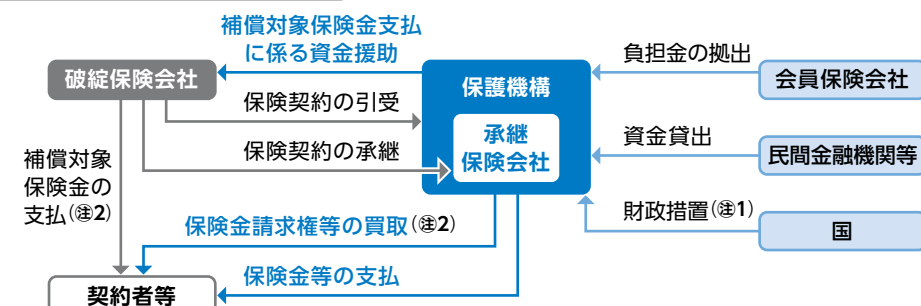 補償対象保険金支払
に係る資金援助
負担金の拠出
破綻保険会社
保護機構
会員保険会社
保険契約の引受
承継
保険会社
資金貸出
保険契約の承継
民間金融機関等
補償対象
保険金の
支払(注2)
財政措置(注1)
保険金請求権等の買取(注2)
国
保険金等の支払
契約者等